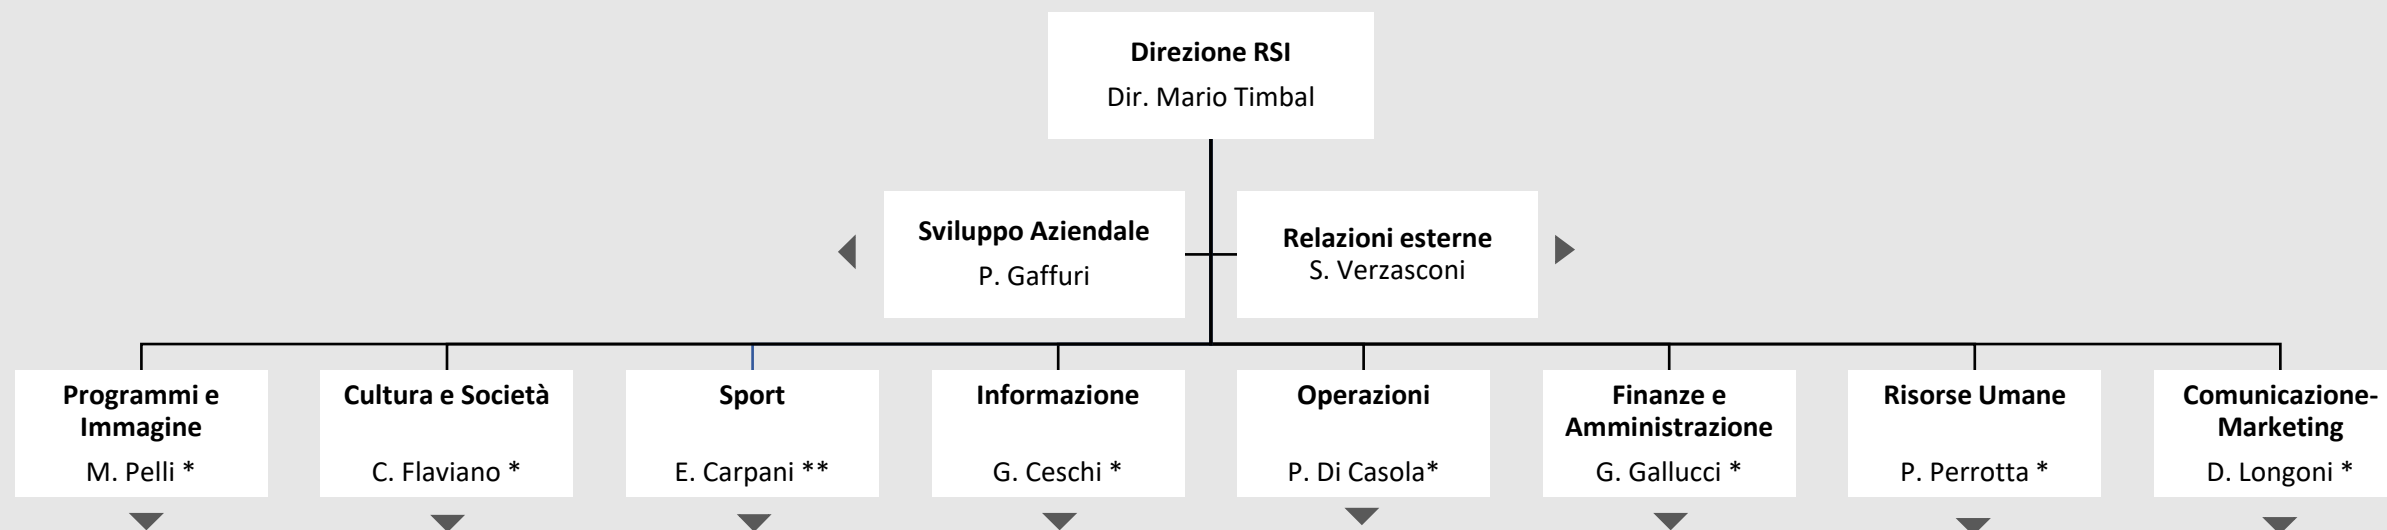 Direzione RSI
Dir. Mario Timbal
Sviluppo Aziendale
P. Gaffuri
Relazioni esterne
S. Verzasconi
Programmi e
Immagine
M. Pelli *
Cultura e Società
C. Flaviano *
Sport
E. Carpani **
Informazione
G. Ceschi *
Operazioni
P. Di Casola*
Finanze e
Amministrazione
G. Gallucci *
Risorse Umane
P. Perrotta *
Comunicazione-
Marketing
D. Longoni *